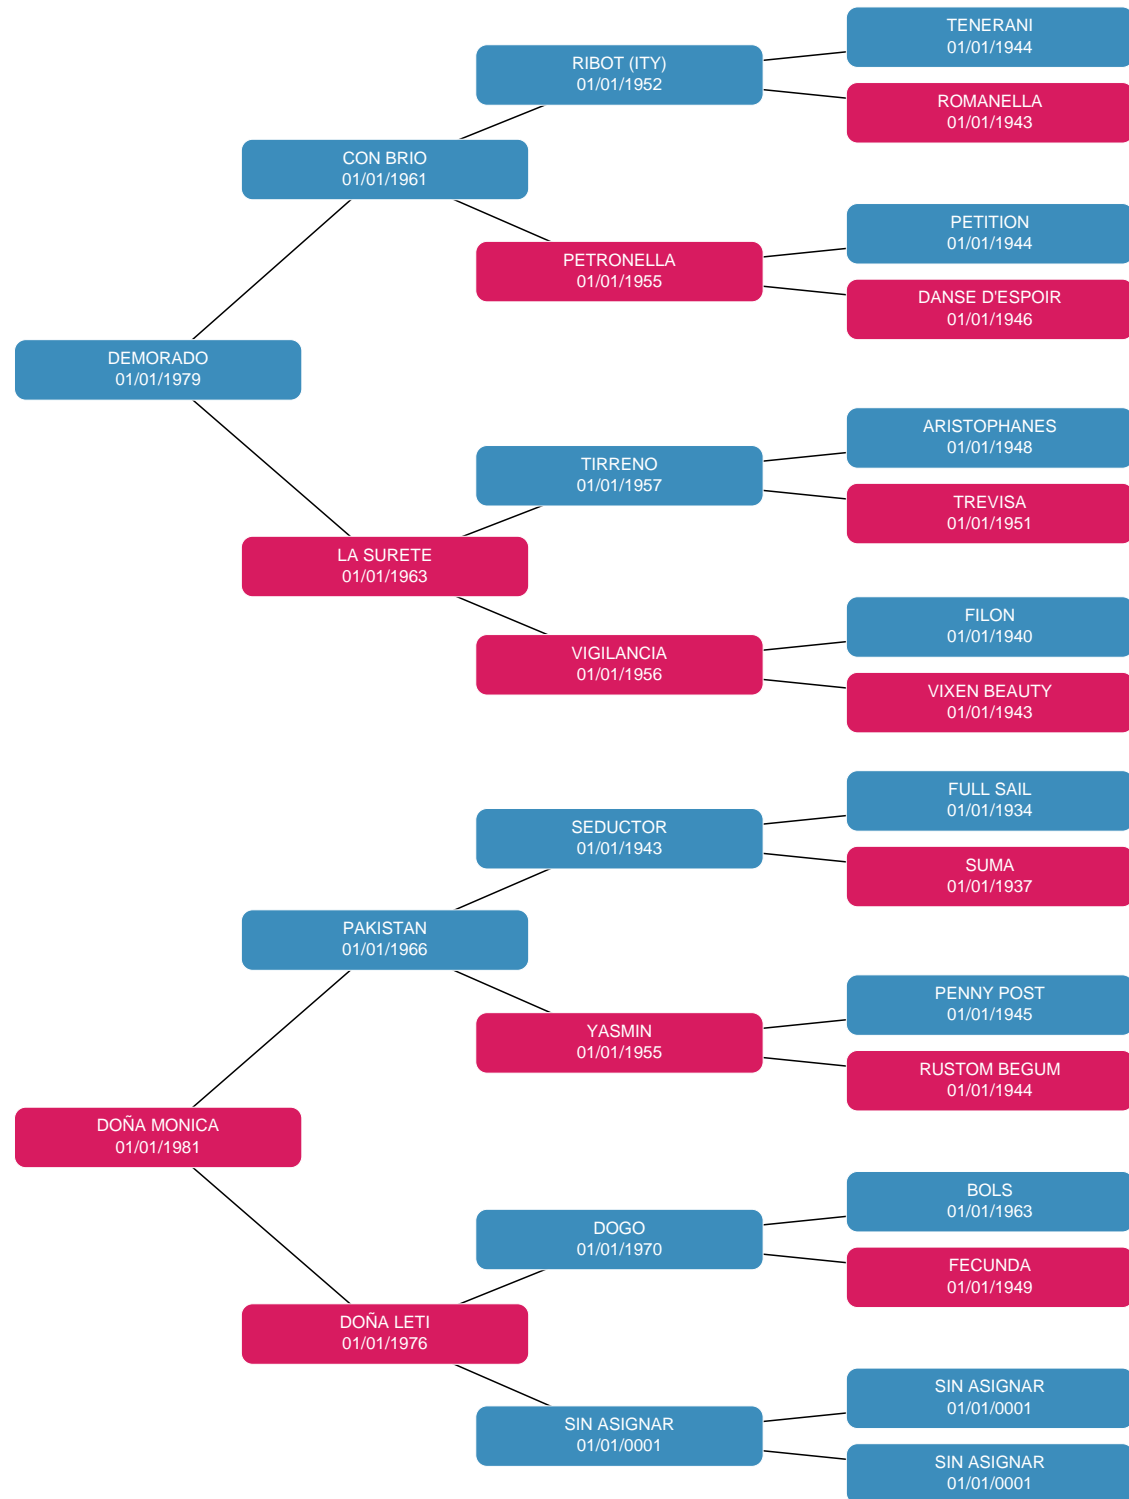 TENERANI
01/01/1944
RIBOT (ITY)
01/01/1952
ROMANELLA
01/01/1943
CON BRIO
01/01/1961
PETITION
01/01/1944
PETRONELLA
01/01/1955
DANSE D'ESPOIR
01/01/1946
DEMORADO
01/01/1979
ARISTOPHANES
01/01/1948
TIRRENO
01/01/1957
TREVISA
01/01/1951
LA SURETE
01/01/1963
FILON
01/01/1940
VIGILANCIA
01/01/1956
VIXEN BEAUTY
01/01/1943
FULL SAIL
01/01/1934
SEDUCTOR
01/01/1943
SUMA
01/01/1937
PAKISTAN
01/01/1966
PENNY POST
01/01/1945
YASMIN
01/01/1955
RUSTOM BEGUM
01/01/1944
DOÑA MONICA
01/01/1981
BOLS
01/01/1963
DOGO
01/01/1970
FECUNDA
01/01/1949
DOÑA LETI
01/01/1976
SIN ASIGNAR
01/01/0001
SIN ASIGNAR
01/01/0001
SIN ASIGNAR
01/01/0001